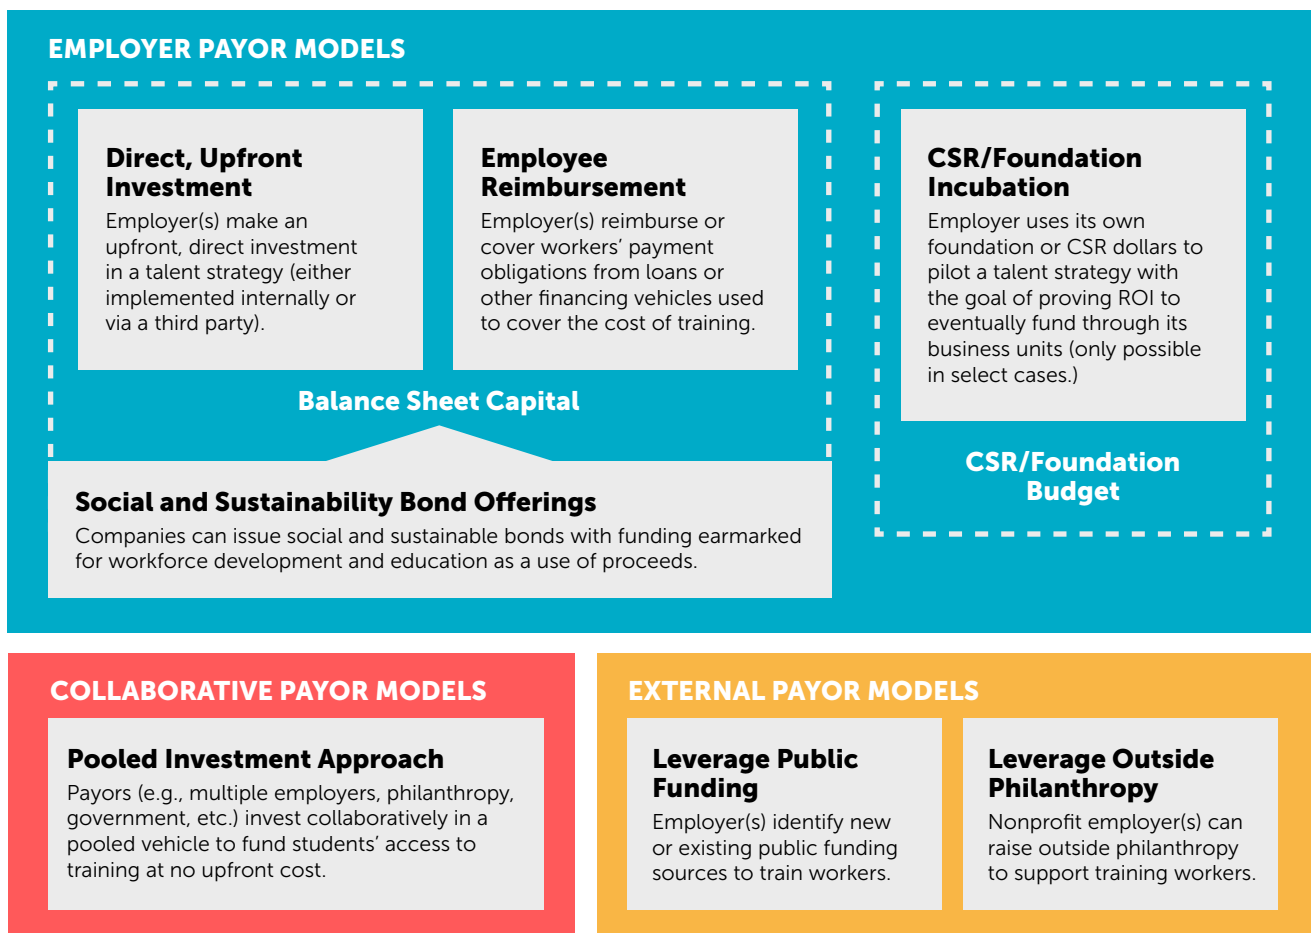 EMPLOYER PAYOR MODELS
Direct, Upfront
Investment
Employer(s) make an
upfront, direct investment
in a talent strategy (either
implemented internally or
via a third party).
Employee
Reimbursement
Employer(s) reimburse or
cover workers’ payment
obligations from loans or
other financing vehicles used
to cover the cost of training.
Balance Sheet Capital
Social and Sustainability Bond Offerings
Companies can issue social and sustainable bonds with funding earmarked
for workforce development and education as a use of proceeds.
CSR/Foundation
Incubation
Employer uses its own
foundation or CSR dollars to
pilot a talent strategy with
the goal of proving ROI to
eventually fund through its
business units (only possible
in select cases.)
CSR/Foundation
Budget
COLLABORATIVE PAYOR MODELS
Pooled Investment Approach
Payors (e.g., multiple employers, philanthropy,
government, etc.) invest collaboratively in a
pooled vehicle to fund students’ access to
training at no upfront cost.
EXTERNAL PAYOR MODELS
Leverage Public
Funding
Employer(s) identify new
or existing public funding
sources to train workers.
Leverage Outside
Philanthropy
Nonprofit employer(s) can
raise outside philanthropy
to support training workers.